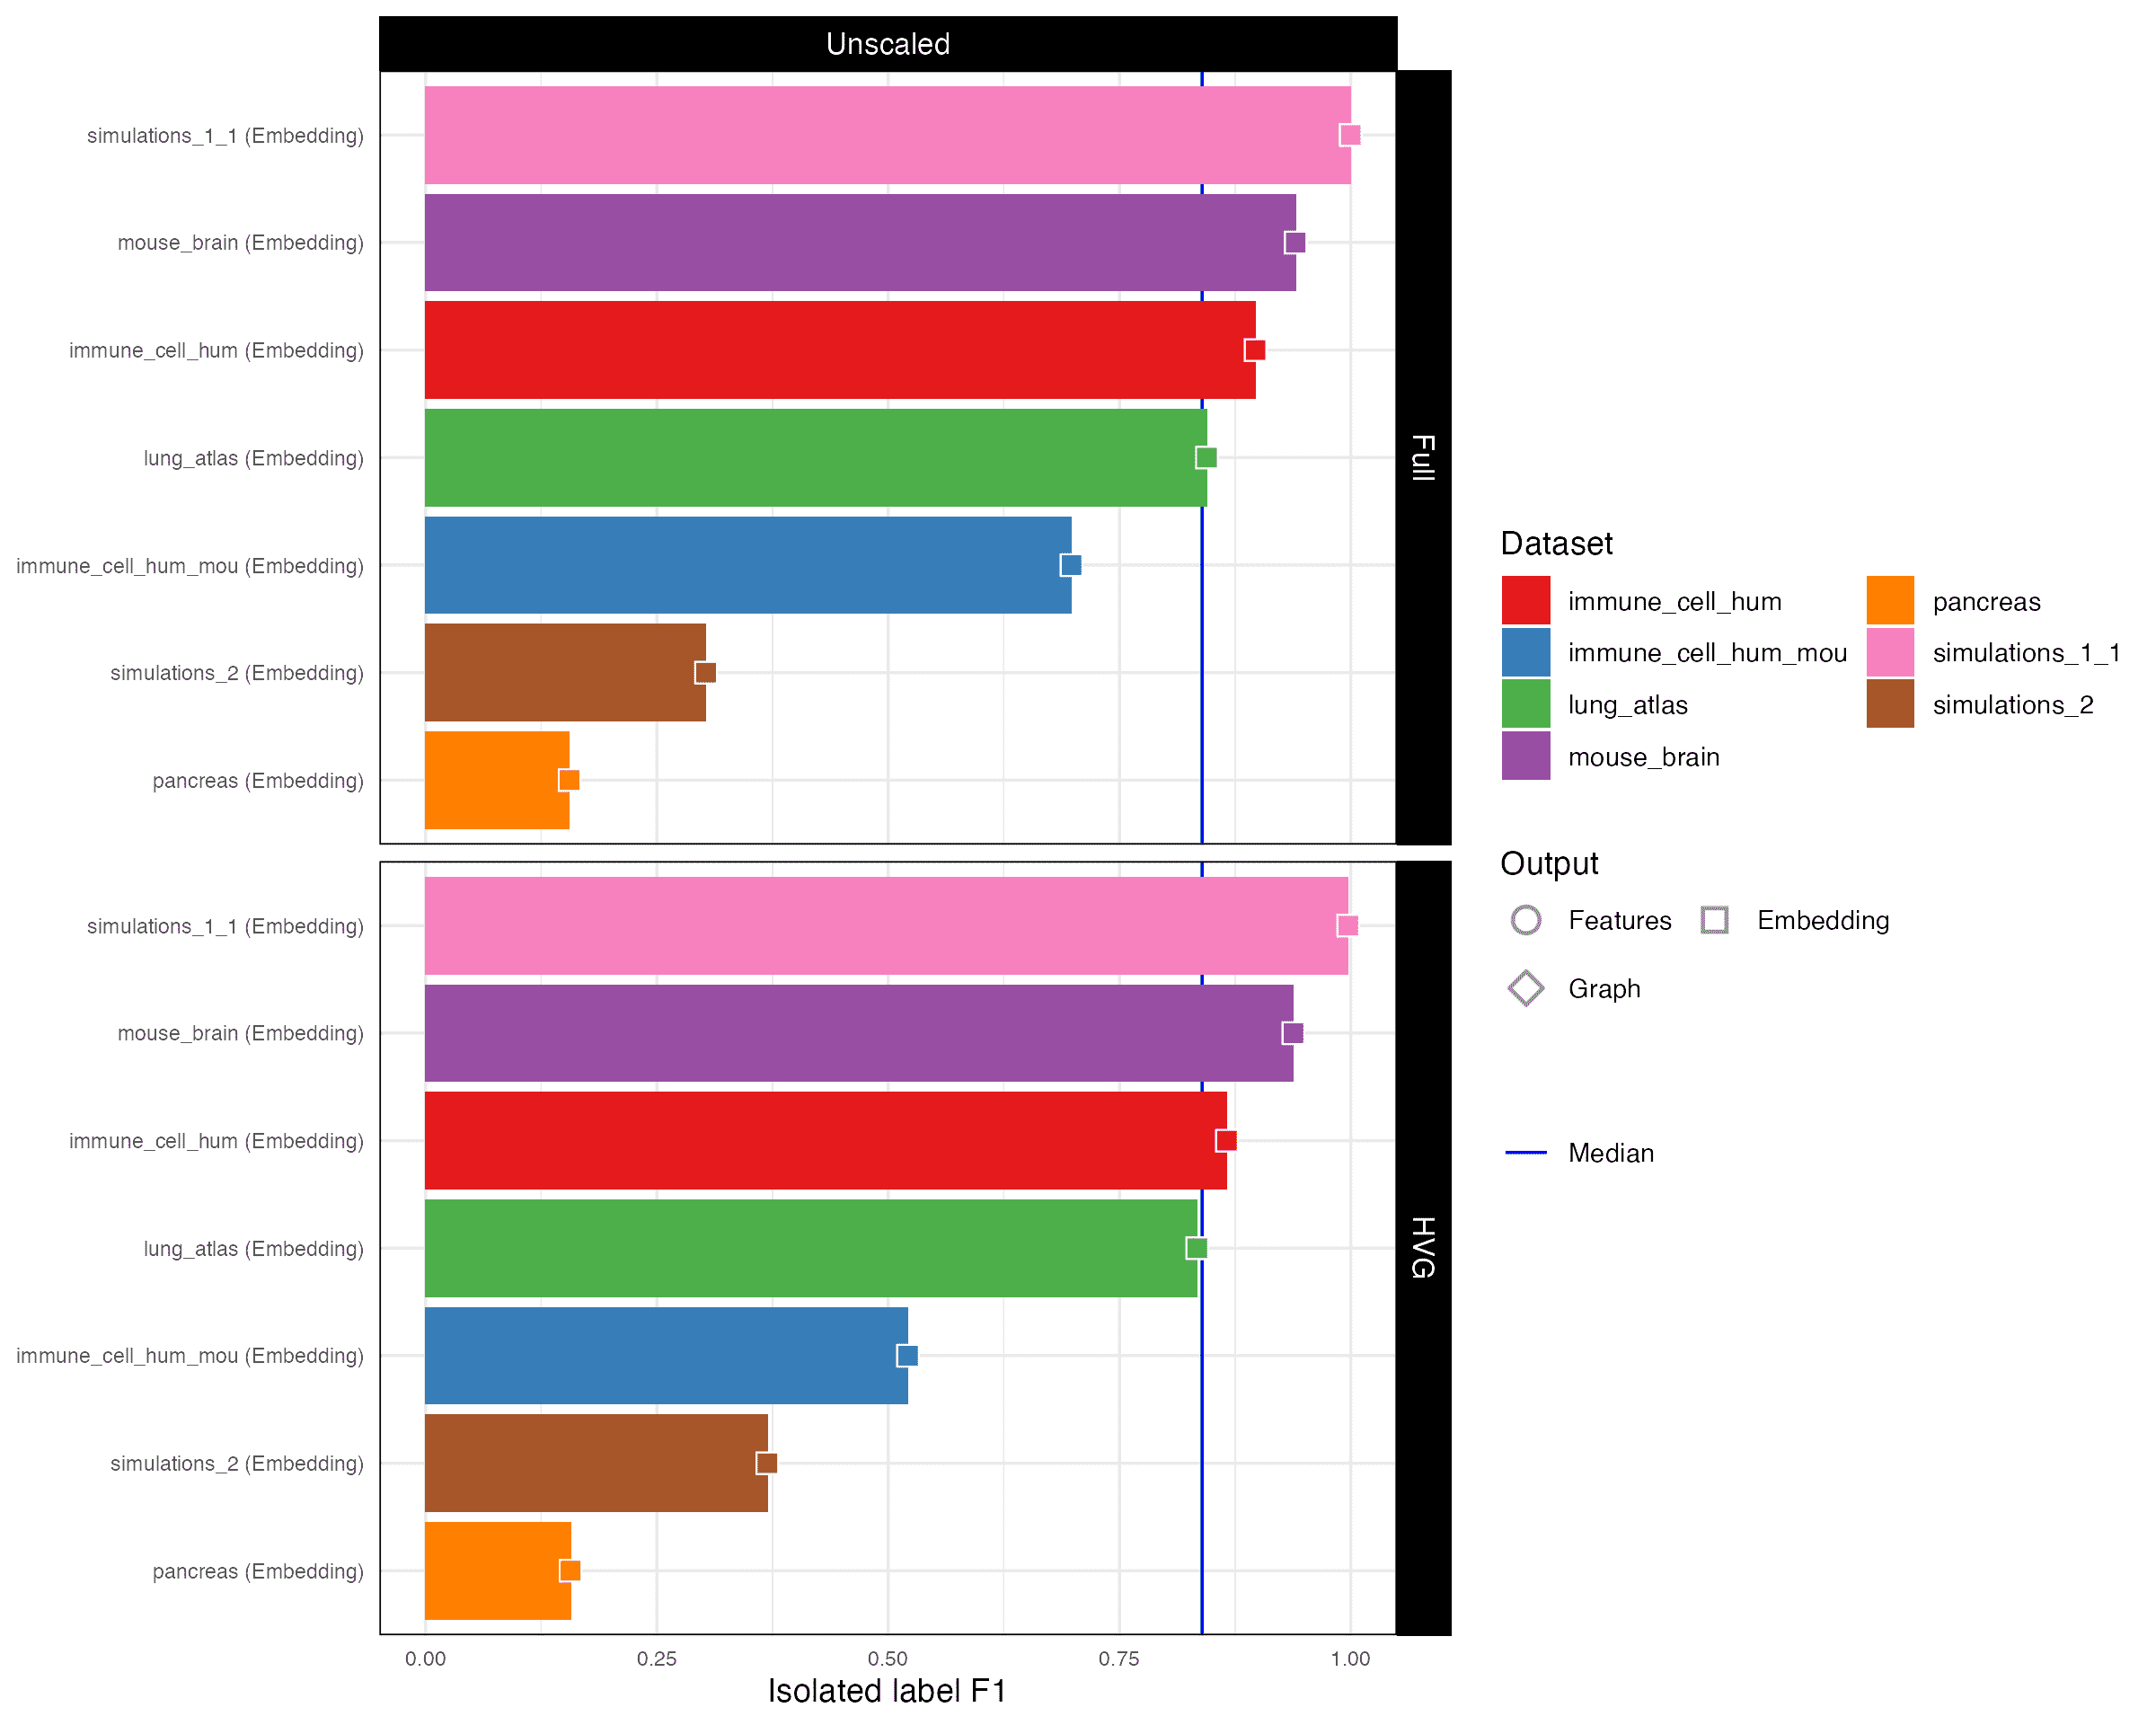 Unscaled
simulations_1_1 (Embedding)
mouse_brain (Embedding)
immune_cell_hum (Embedding)
lung_atlas (Embedding)
immune_cell_hum_mou (Embedding)
simulations_2 (Embedding)
pancreas (Embedding)
Full
simulations_1_1 (Embedding)
mouse_brain (Embedding)
immune_cell_hum (Embedding)
lung_atlas (Embedding)
immune_cell_hum_mou (Embedding)
simulations_2 (Embedding)
pancreas (Embedding)
HVG
0.00 0.25 0.50 0.75 1.00
Isolated label F1
Dataset
immune_cell_hum pancreas
immune_cell_hum_mou simulations_1_1
lung_atlas simulations_2
mouse_brain
Output
Features Embedding
Graph
Median